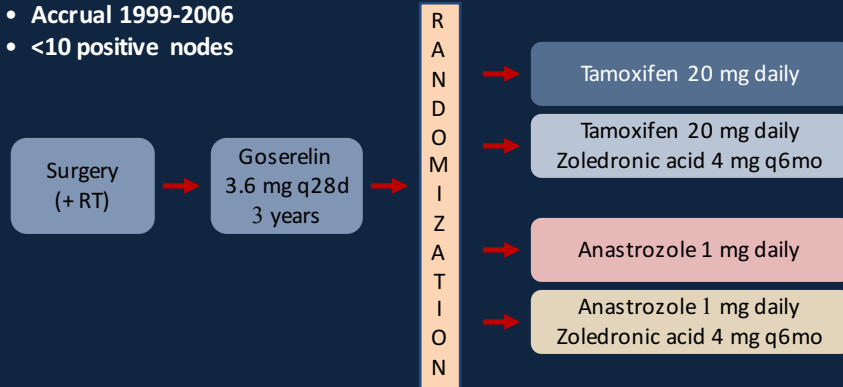 • Accrual 1999-2006
• <10 positive nodes
Surgery
(+ RT)
Goserelin
3.6 mg q28d
3 years
R
A
N
D
O
M
I
Z
A
T
I
O
N
Tamoxifen 20 mg daily
Tamoxifen 20 mg daily
Zoledronic acid 4 mg q6mo
Anastrozole 1 mg daily
Anastrozole 1 mg daily
Zoledronic acid 4 mg q6mo